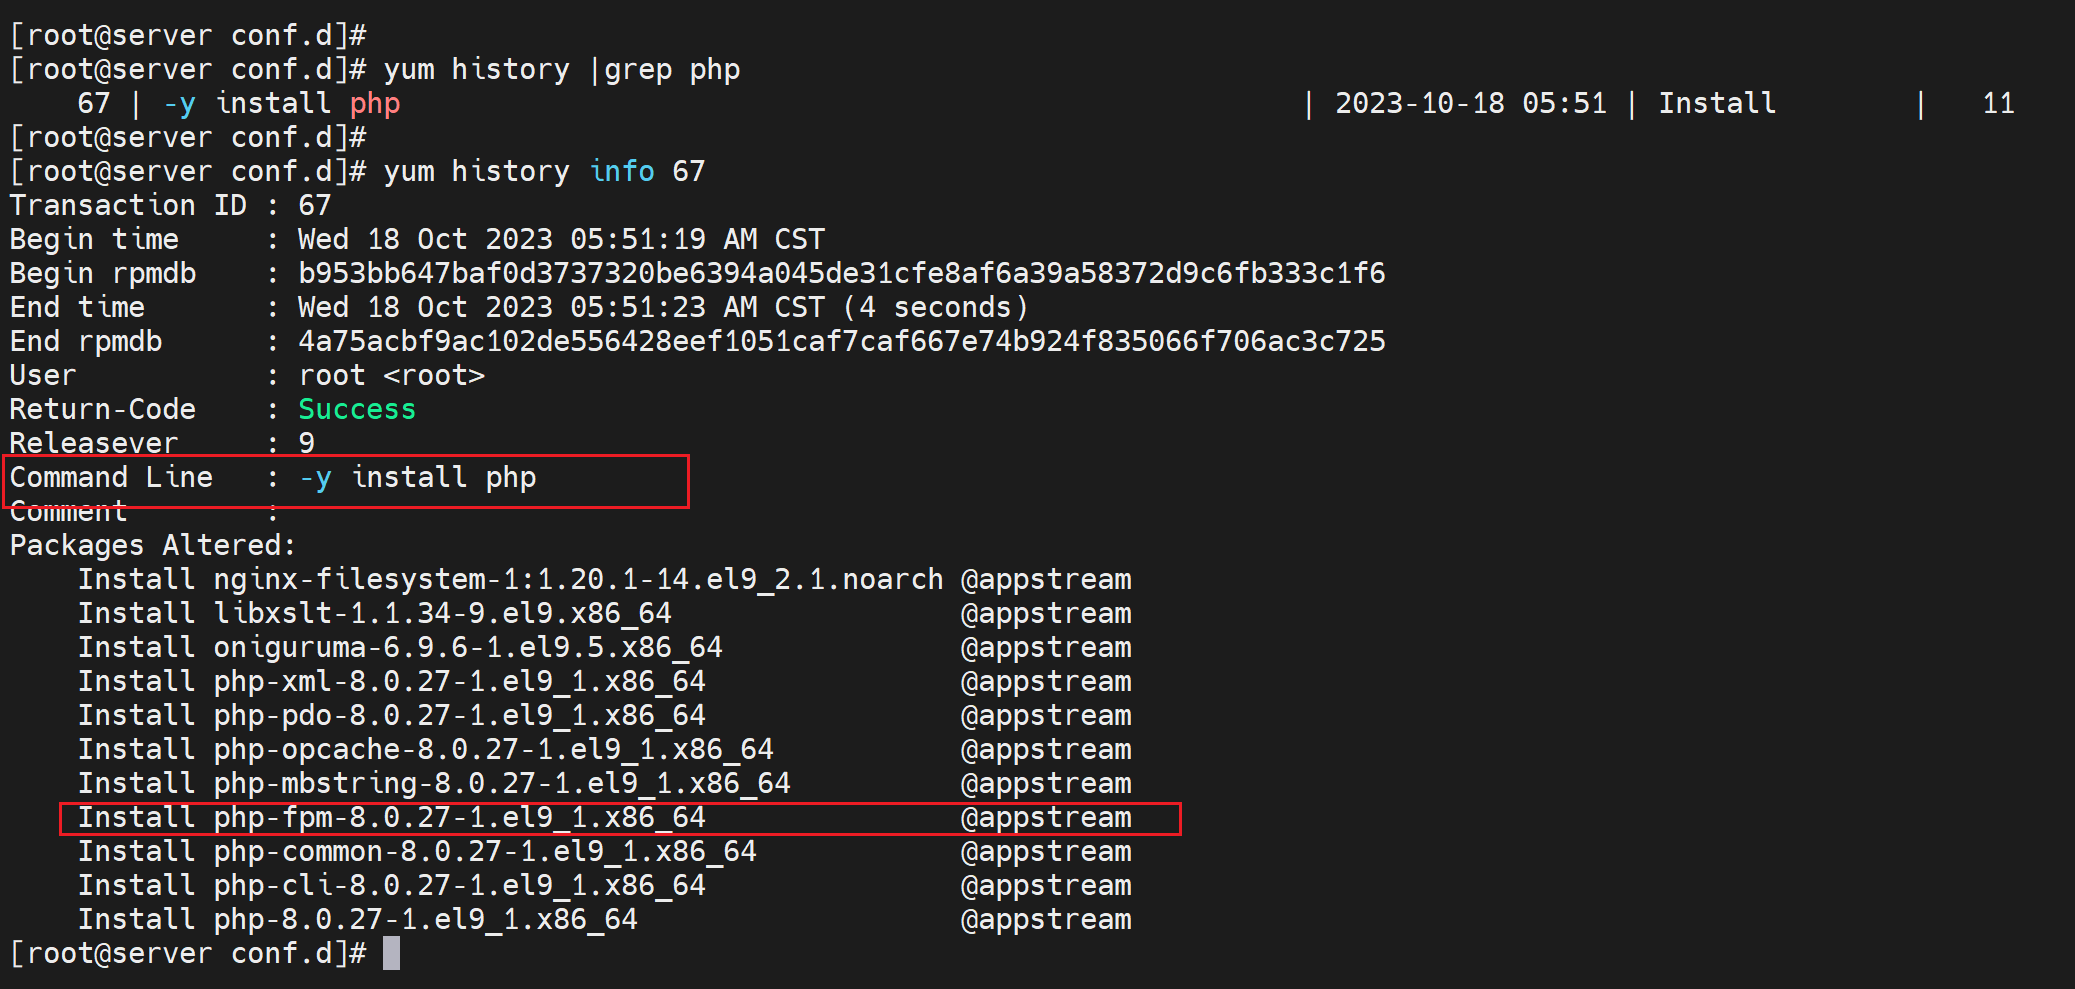 [root@server conf.d]#
[root@server conf.d]# yum history |grep php
    67 | -y install php                                                     | 2023-10-18 05:51 | Install        |   11
[root@server conf.d]#
[root@server conf.d]# yum history info 67
Transaction ID : 67
Begin time     : Wed 18 Oct 2023 05:51:19 AM CST
Begin rpmdb    : b953bb647baf0d3737320be6394a045de31cfe8af6a39a58372d9c6fb333c1f6
End time       : Wed 18 Oct 2023 05:51:23 AM CST (4 seconds)
End rpmdb      : 4a75acbf9ac102de556428eef1051caf7caf667e74b924f835066f706ac3c725
User           : root <root>
Return-Code    : Success
Releasever     : 9
Command Line   : -y install php
Comment        :
Packages Altered:
    Install nginx-filesystem-1:1.20.1-14.el9_2.1.noarch @appstream
    Install libxslt-1.1.34-9.el9.x86_64                 @appstream
    Install oniguruma-6.9.6-1.el9.5.x86_64              @appstream
    Install php-xml-8.0.27-1.el9_1.x86_64               @appstream
    Install php-pdo-8.0.27-1.el9_1.x86_64               @appstream
    Install php-opcache-8.0.27-1.el9_1.x86_64           @appstream
    Install php-mbstring-8.0.27-1.el9_1.x86_64          @appstream
    Install php-fpm-8.0.27-1.el9_1.x86_64               @appstream
    Install php-common-8.0.27-1.el9_1.x86_64            @appstream
    Install php-cli-8.0.27-1.el9_1.x86_64               @appstream
    Install php-8.0.27-1.el9_1.x86_64                   @appstream
[root@server conf.d]#